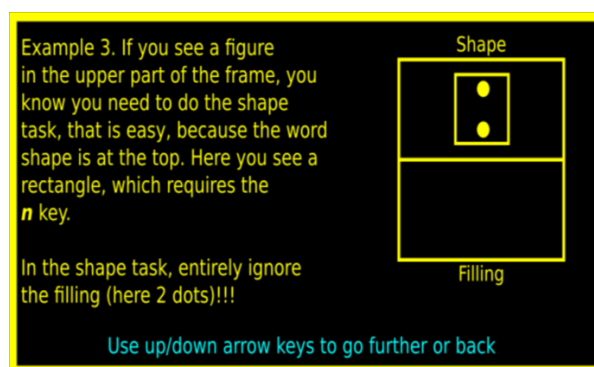 Example 3. If you see a figure
in the upper part of the frame, you
know you need to do the shape
task, that is easy, because the word
shape is at the top. Here you see a
rectangle, which requires the
n key.
In the shape task, entirely ignore
the filling (here 2 dots)!!!
Shape
Filling
Use up/down arrow keys to go further or back